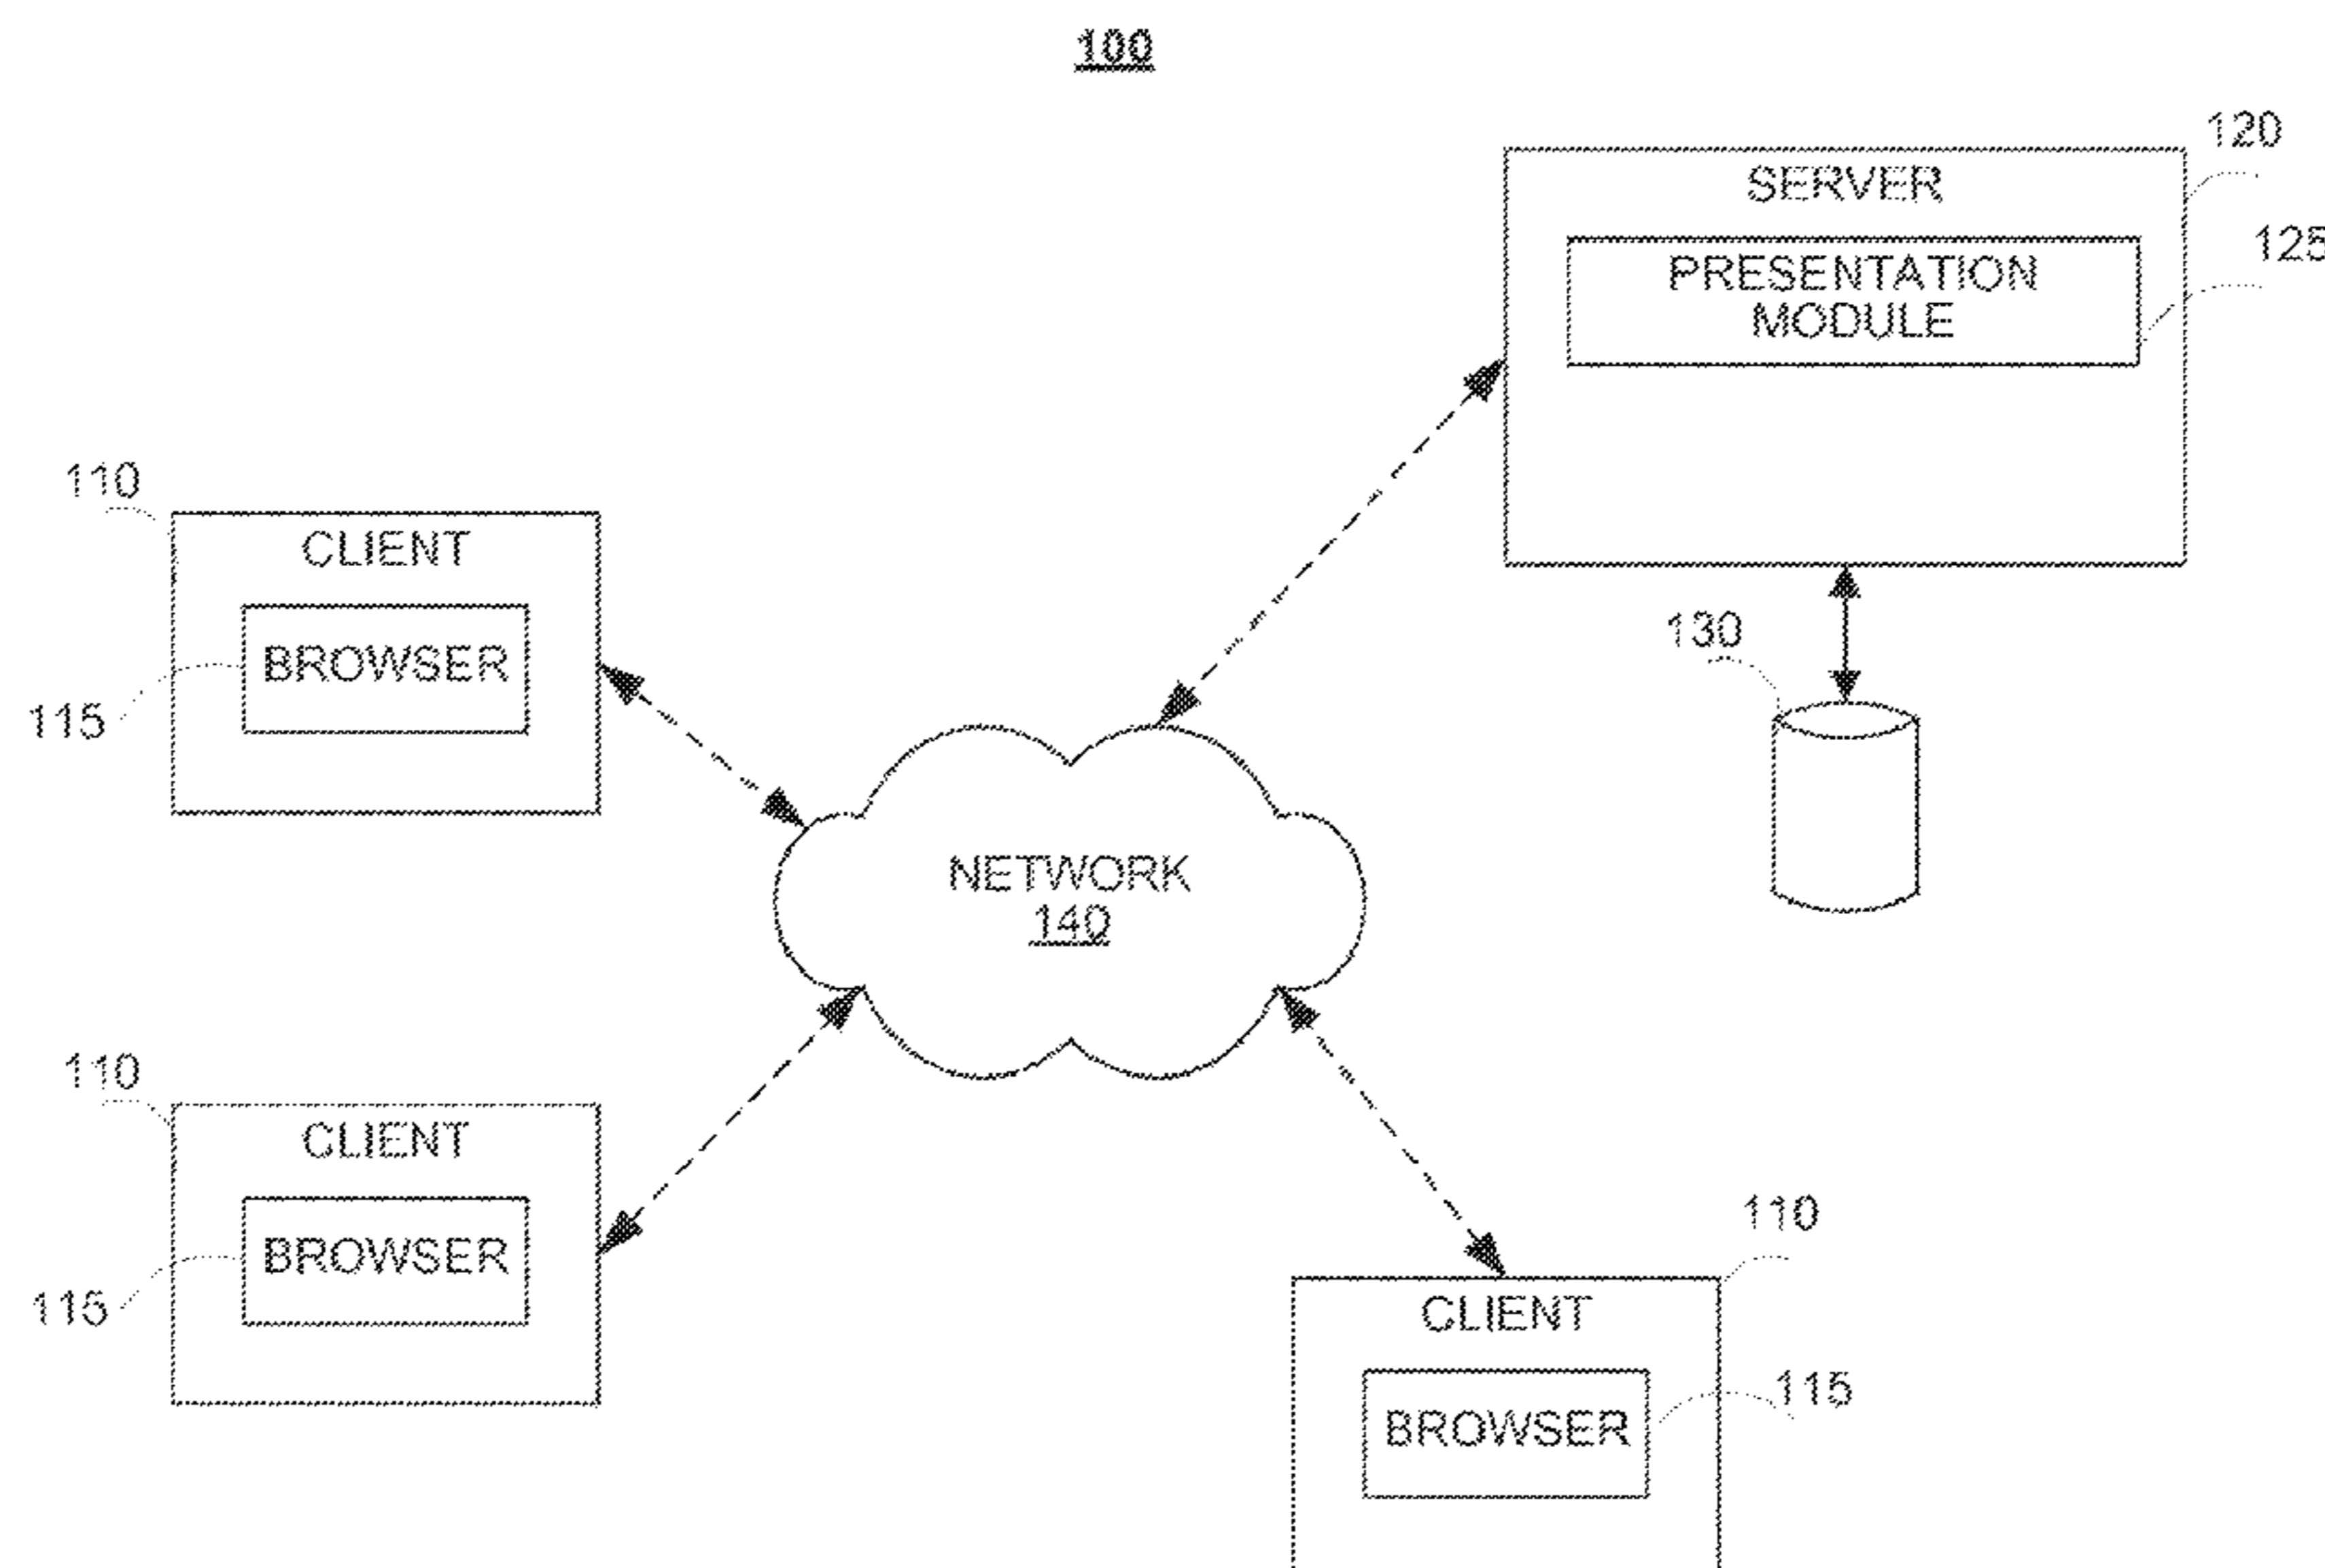 100
120
SERVER
125
PRESENTATION
MODULE
110
CLIENT
BROWSER
115
130
NETWORK
140
110
CLIENT
BROWSER
115
110
CLIENT
115
BROWSER